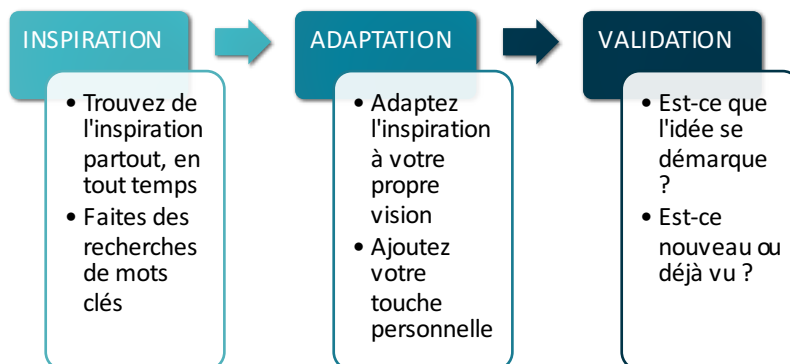 INSPIRATION
• Trouvez de
l'inspiration
partout, en
tout temps
• Faites des
recherches
de mots
clés
ADAPTATION
• Adaptez
l'inspiration
à votre
propre
vision
• Ajoutez
votre
touche
personnelle
VALIDATION
• Est-ce que
l'idée se
démarque
?
• Est-ce
nouveau ou
déjà vu ?